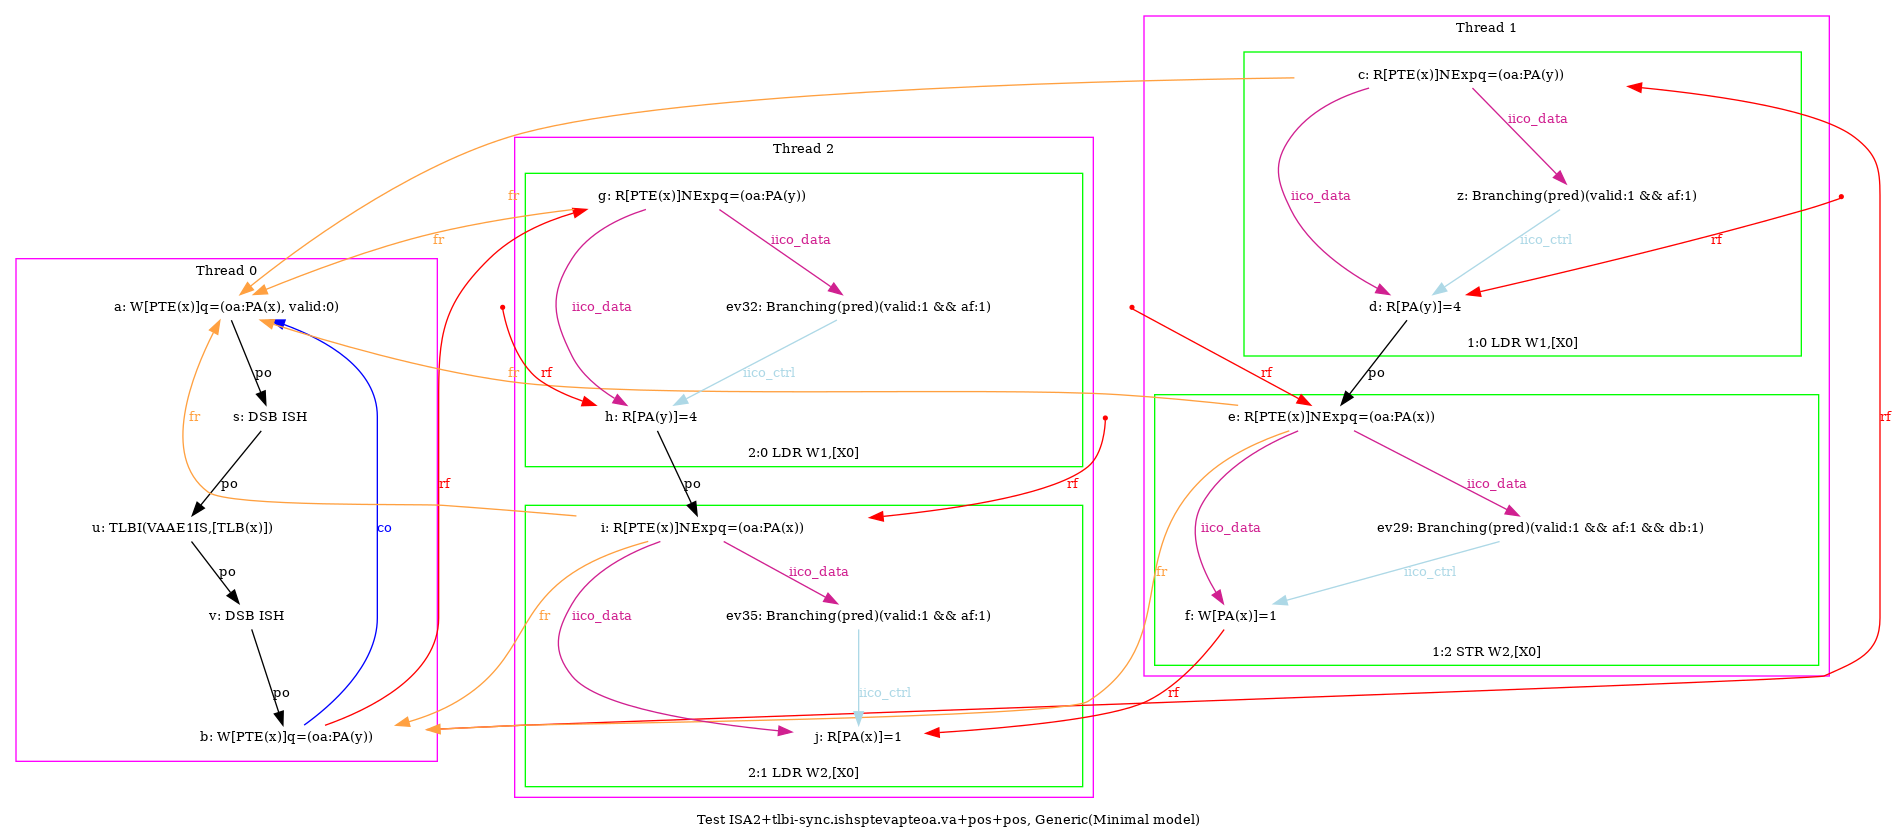 Thread 1
c: R[PTE(x)]NExpq=(oa:PA(y))
iico_data
z: Branching(pred)(valid:1 && af:1)
iico_data
iico_ctrl
rf
d: R[PA(y)]=4
1:0 LDR W1,[X0]
po
rf
rf
e: R[PTE(x)]NExpq=(oa:PA(x))
iico_data
iico_data
ev29: Branching(pred)(valid:1 && af:1 && db:1)
iico_ctrl
fr
f: W[PA(x)]=1
1:2 STR W2,[X0]
rf
Thread 2
g: R[PTE(x)]NExpq=(oa:PA(y))
fr
fr
iico_data
iico_data
ev32: Branching(pred)(valid:1 && af:1)
iico_ctrl
rf
fr
h: R[PA(y)]=4
2:0 LDR W1,[X0]
po
rf
i: R[PTE(x)]NExpq=(oa:PA(x))
iico_data
iico_data
fr
ev35: Branching(pred)(valid:1 && af:1)
iico_ctrl
j: R[PA(x)]=1
2:1 LDR W2,[X0]
Thread 0
a: W[PTE(x)]q=(oa:PA(x), valid:0)
po
fr
s: DSB ISH
po
rf
u: TLBI(VAAE1IS,[TLB(x)])
co
po
v: DSB ISH
po
b: W[PTE(x)]q=(oa:PA(y))
Test ISA2+tlbi-sync.ishsptevapteoa.va+pos+pos, Generic(Minimal model)